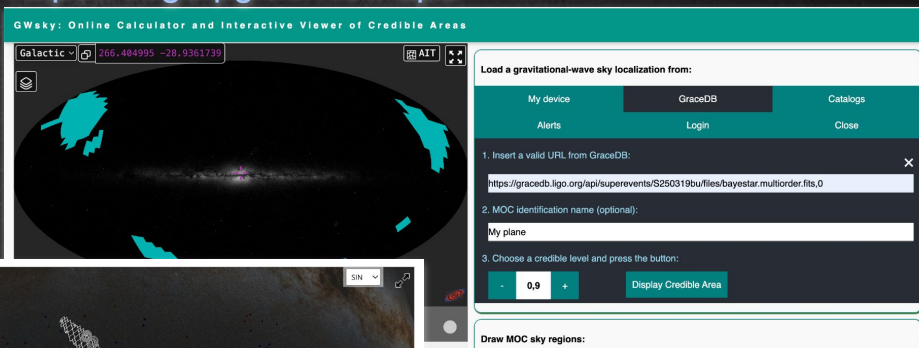 GWsky: Online Calculator and Interactive Viewer of Credible Areas
Galactic 266.404995 -28.9361739 AIT
Load a gravitational-wave sky localization from:
My device GraceDB Catalogs
Alerts Login Close
1. Insert a valid URL from GraceDB:
https://gracedb.ligo.org/api/superevents/S250319bu/files/bayestar.multiorder.fits,0
2. MOC identification name (optional):
My plane
3. Choose a credible level and press the button:
- 0,9 + Display Credible Area
SIN
Draw MOC sky regions: